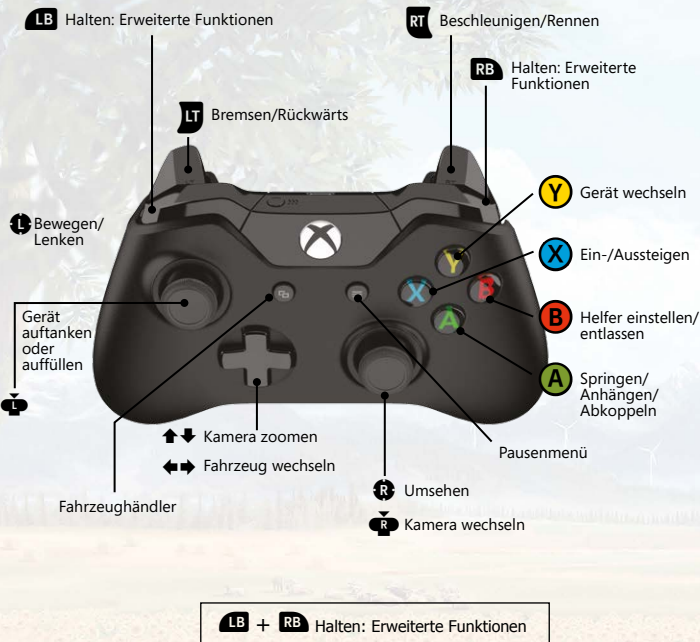 LB Halten: Erweiterte Funktionen
RT Beschleunigen/Rennen
RB Halten: Erweiterte
Funktionen
LT Bremsen/Rückwärts
Y Gerät wechseln
L Bewegen/
Lenken
X Ein-/Aussteigen
Y
X
B
A
B Helfer einstellen/
entlassen
Gerät
auftanken
oder
auffüllen
L
A Springen/
Anhängen/
Abkoppeln
Kamera zoomen
Fahrzeug wechseln
Pausenmenü
Fahrzeughändler
R Umsehen
R Kamera wechseln
LB + RB Halten: Erweiterte Funktionen